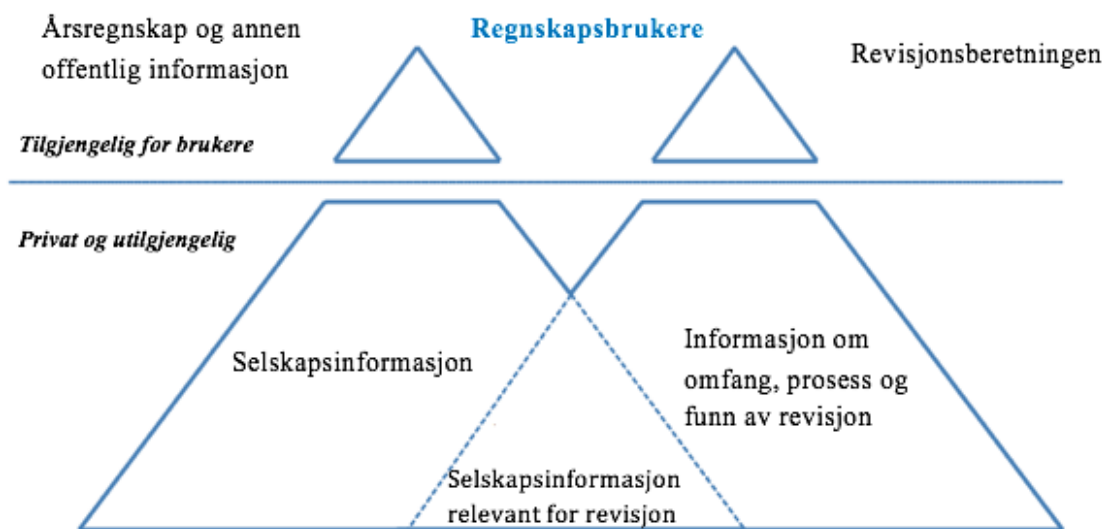 Årsregnskap og annen
offentlig informasjon
Regnskapsbrukere
Revisjonsberetningen
Tilgjengelig for brukere
Privat og utilgjengelig
Selskapsinformasjon
Informasjon om
omfang, prosess og
funn av revisjon
Selskapsinformasjon
relevant for revisjon